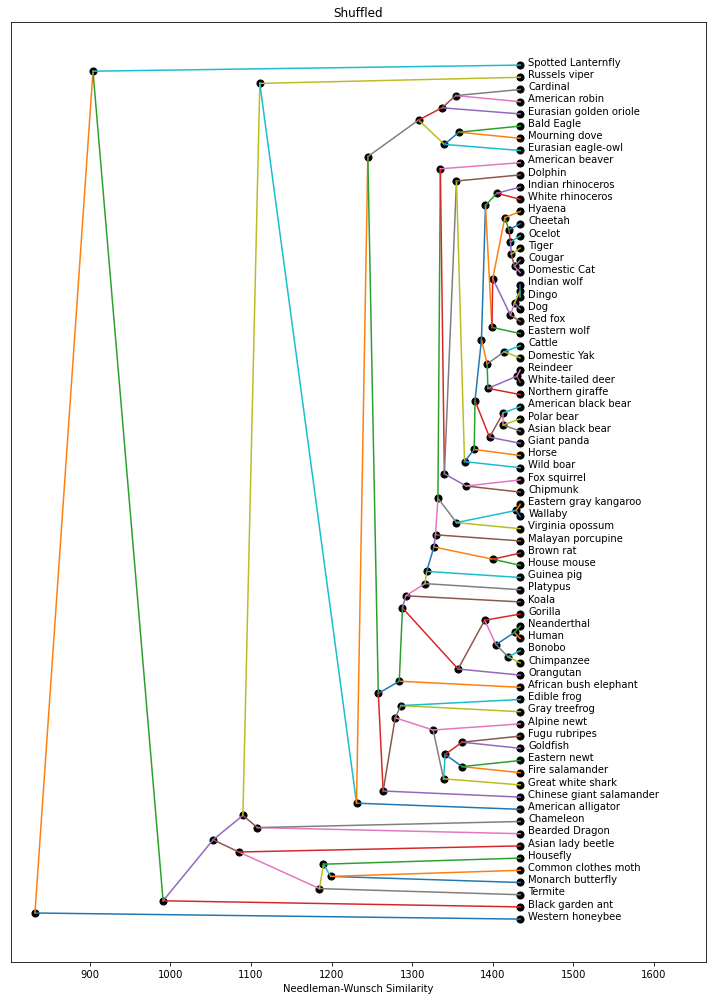 Shuffled
Spotted Lanternfly
Russels viper
Cardinal
American robin
Eurasian golden oriole
Bald Eagle
Mourning dove
Eurasian eagle-owl
American beaver
Dolphin
Indian rhinoceros
White rhinoceros
Hyaena
Cheetah
Ocelot
Tiger
Cougar
Domestic Cat
Indian wolf
Dingo
Dog
Red fox
Eastern wolf
Cattle
Domestic Yak
Reindeer
White-tailed deer
Northern giraffe
American black bear
Polar bear
Asian black bear
Giant panda
Horse
Wild boar
Fox squirrel
Chipmunk
Eastern gray kangaroo
Wallaby
Virginia opossum
Malayan porcupine
Brown rat
House mouse
Guinea pig
Platypus
Koala
Gorilla
Neanderthal
Human
Bonobo
Chimpanzee
Orangutan
African bush elephant
Edible frog
Gray treefrog
Alpine newt
Fugu rubripes
Goldfish
Eastern newt
Fire salamander
Great white shark
Chinese giant salamander
American alligator
Chameleon
Bearded Dragon
Asian lady beetle
Housefly
Common clothes moth
Monarch butterfly
Termite
Black garden ant
Western honeybee
900 1000 1100 1200 1300 1400 1500 1600
Needleman-Wunsch Similarity